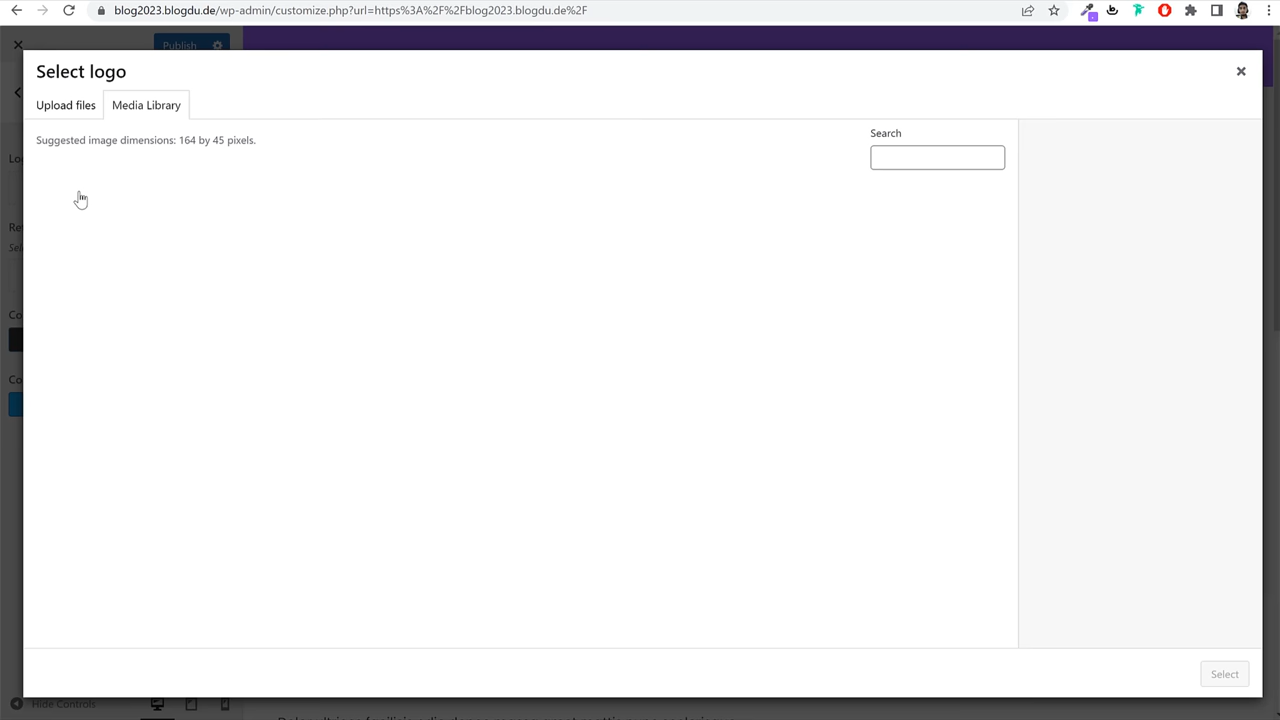 blog2023.blogdu.de/wp-admin/customize.php?url=https%3A%2F%2Fblog2023.blogdu.de%2F
Publish
Select logo
Upload files
Media Library
Suggested image dimensions: 164 by 45 pixels.
Search
Select
Hide Controls